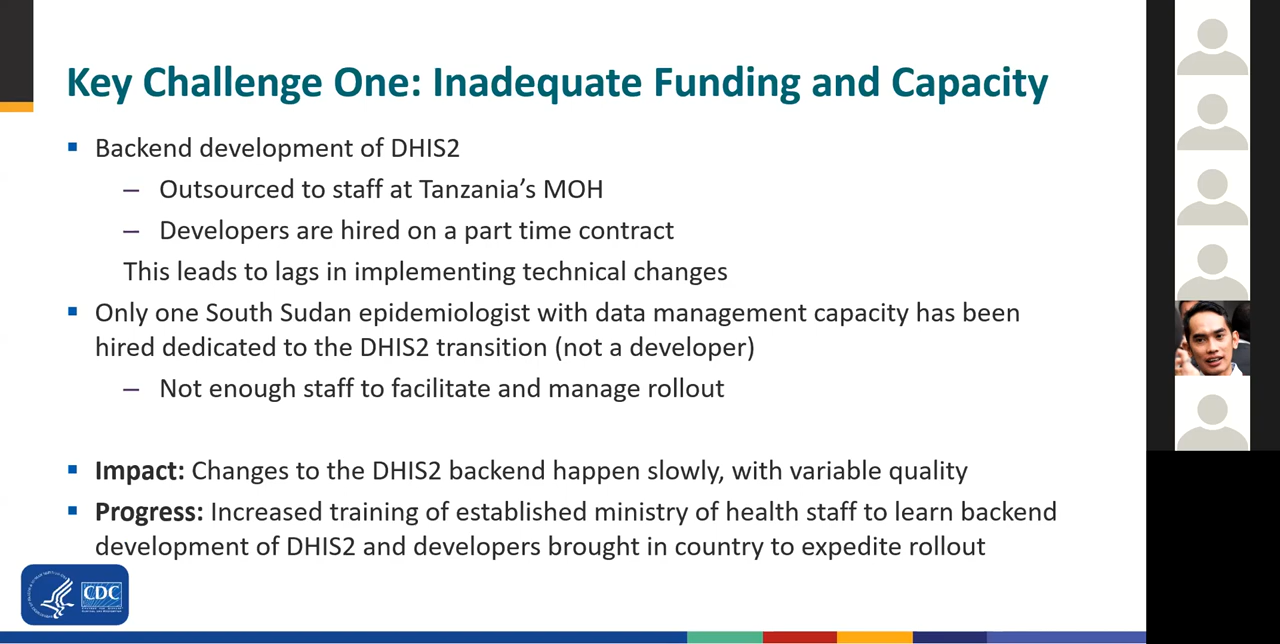 Key Challenge One: Inadequate Funding and Capacity
▪ Backend development of DHIS2
– Outsourced to staff at Tanzania’s MOH
– Developers are hired on a part time contract
This leads to lags in implementing technical changes
▪ Only one South Sudan epidemiologist with data management capacity has been
hired dedicated to the DHIS2 transition (not a developer)
– Not enough staff to facilitate and manage rollout
▪ Impact: Changes to the DHIS2 backend happen slowly, with variable quality
▪ Progress: Increased training of established ministry of health staff to learn backend
development of DHIS2 and developers brought in country to expedite rollout
CDC